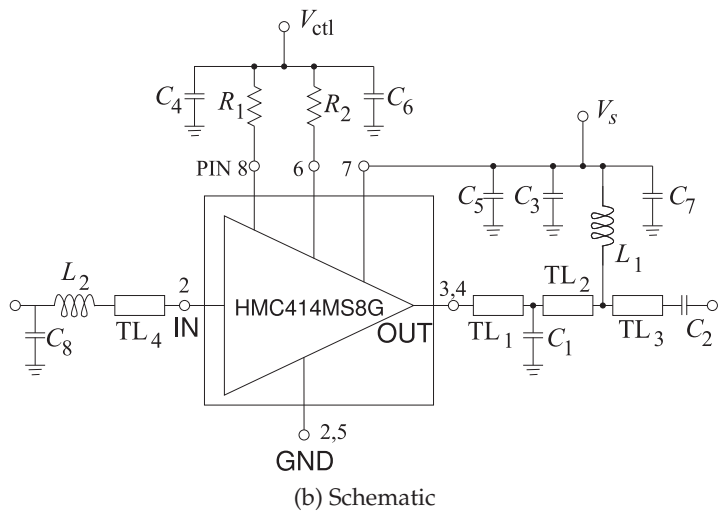 V_ctl
C_4 R_1 R_2 C_6
V_s
PIN 8 6 7
C_5 C_3 C_7
L_1
L_2 2 3,4 TL_2
HMC414MS8G
TL_4 IN OUT TL_1 TL_3 C_2
C_8 C_1
2,5
GND
(b) Schematic